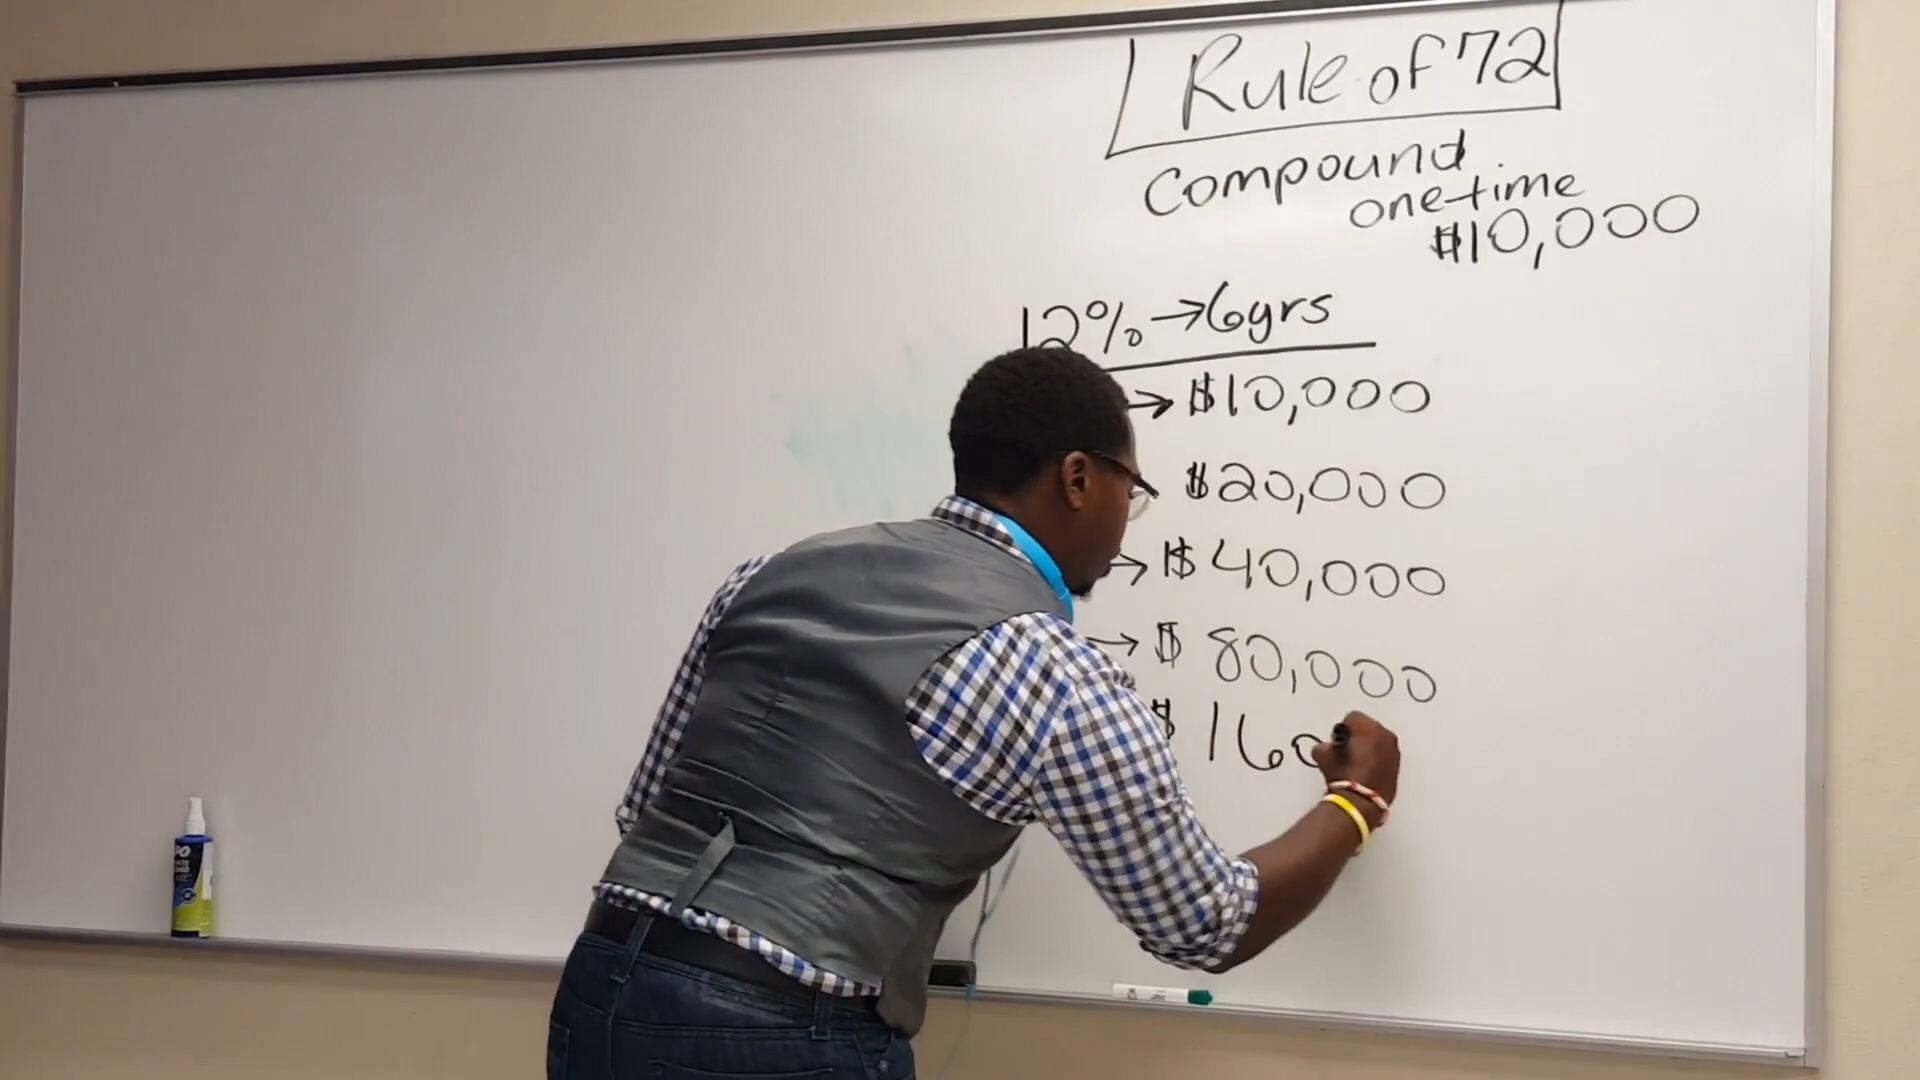 Rule of 72
compound
one-time
$10,000
12% →6yrs
→ $10,000
$20,000
→ $40,000
→ $ 80,000
$ 160